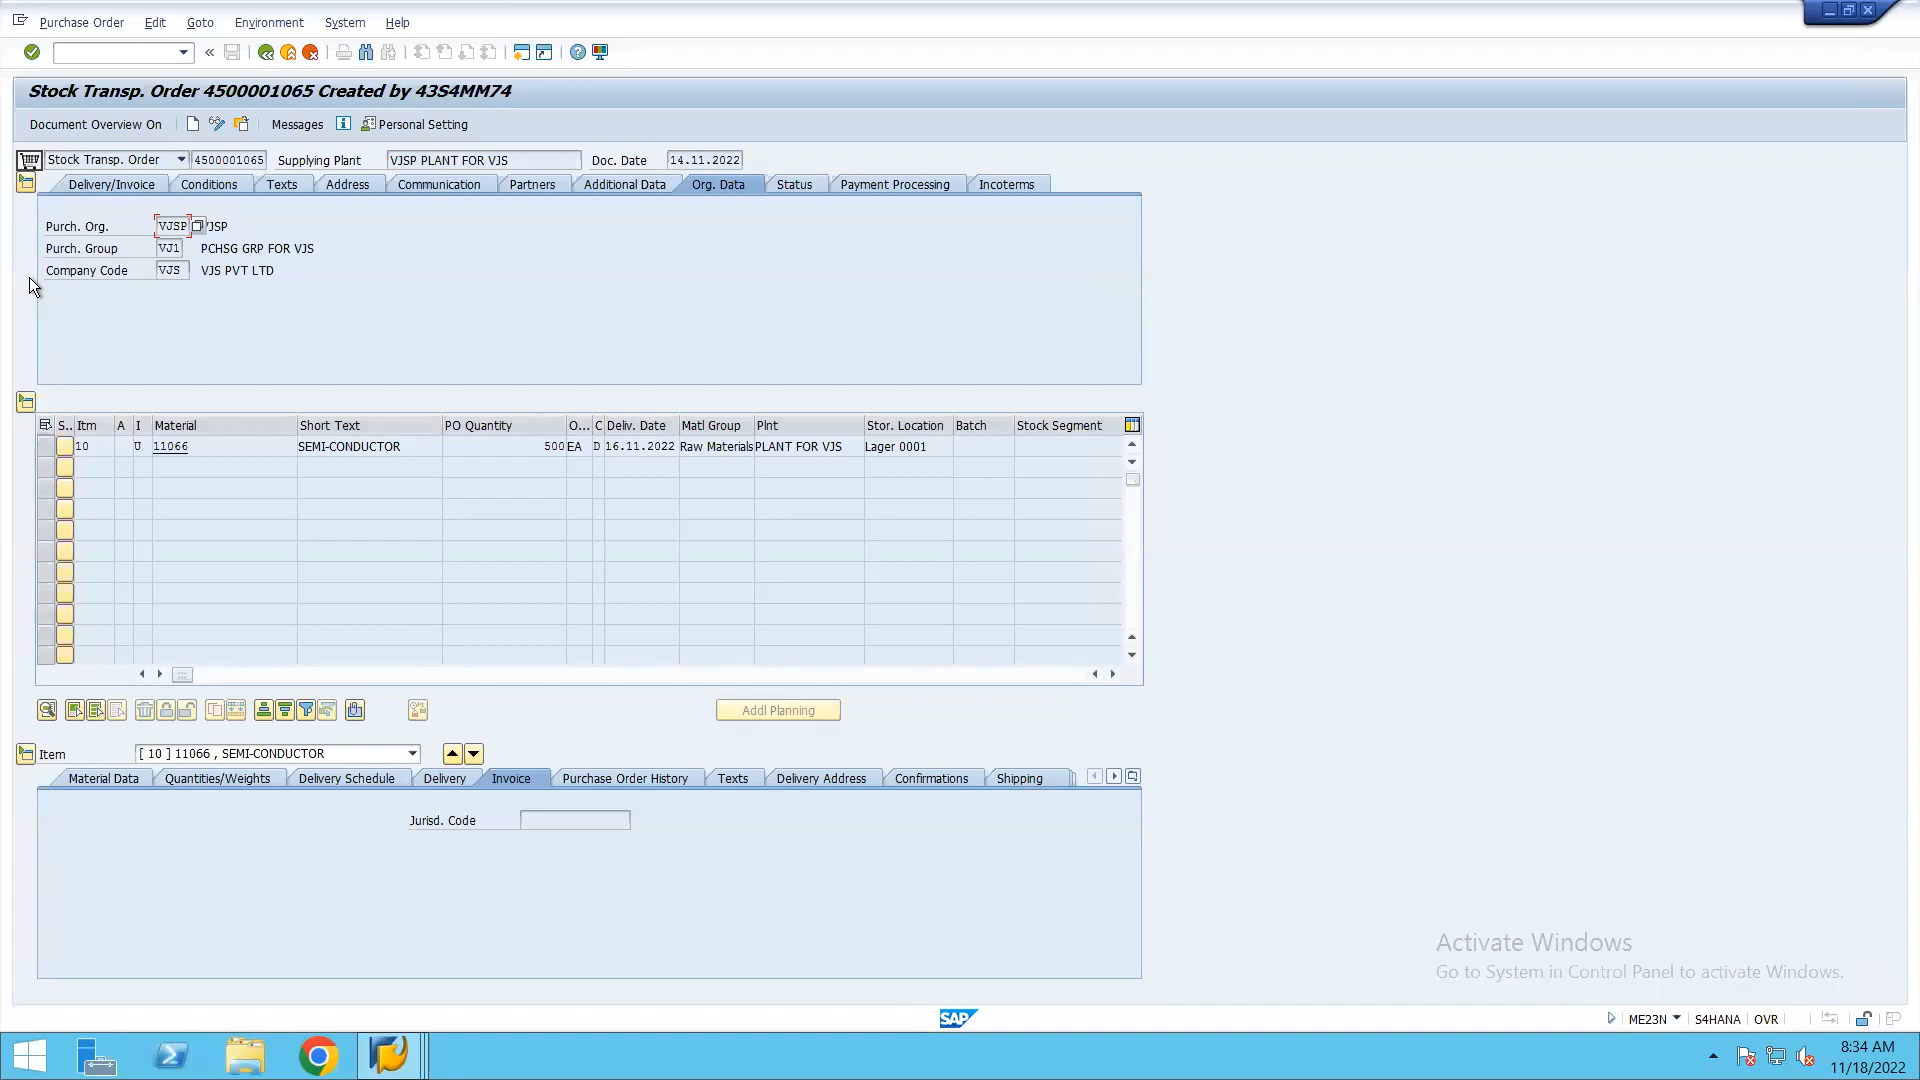 Purchase Order Edit Goto Environment System Help
Stock Transp. Order 4500001065 Created by 43S4MM74
Document Overview On Messages Personal Setting
Stock Transp. Order 4500001065 Supplying Plant VJSP PLANT FOR VJS Doc. Date 14.11.2022
Delivery/Invoice Conditions Texts Address Communication Partners Additional Data Org. Data Status Payment Processing Incoterms
Purch. Org. VJSP VJSP
Purch. Group VJ1 PCHSG GRP FOR VJS
Company Code VJS VJS PVT LTD
S.. Itm A I Material Short Text PO Quantity O... C Deliv. Date Matl Group Plnt Stor. Location Batch Stock Segment
10 U 11066 SEMI-CONDUCTOR 500 EA D 16.11.2022 Raw Materials PLANT FOR VJS Lager 0001
Addl Planning
Item [ 10 ] 11066 , SEMI-CONDUCTOR
Material Data Quantities/Weights Delivery Schedule Delivery Invoice Purchase Order History Texts Delivery Address Confirmations Shipping
Jurisd. Code
Activate Windows
Go to System in Control Panel to activate Windows.
SAP ME23N S4HANA OVR
8:34 AM
11/18/2022